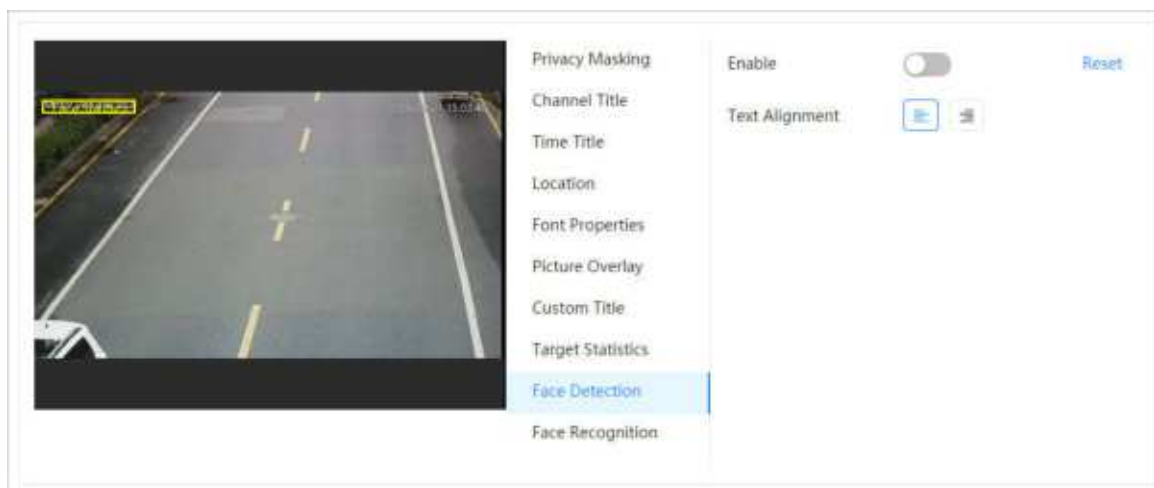 Privacy Masking
Channel Title
Time Title
Location
Font Properties
Picture Overlay
Custom Title
Target Statistics
Face Detection
Face Recognition
Enable
Reset
Text Alignment